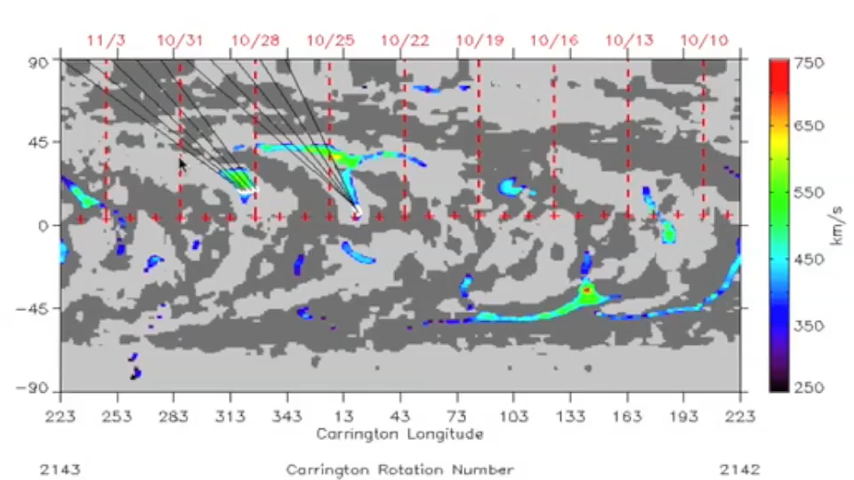 11/3 10/31 10/28 10/25 10/22 10/19 10/16 10/13 10/10
90
45
0
-45
-90
750
650
550
450
350
250
km/s
223 253 283 313 343 13 43 73 103 133 163 193 223
Carrington Longitude
2143 Carrington Rotation Number 2142